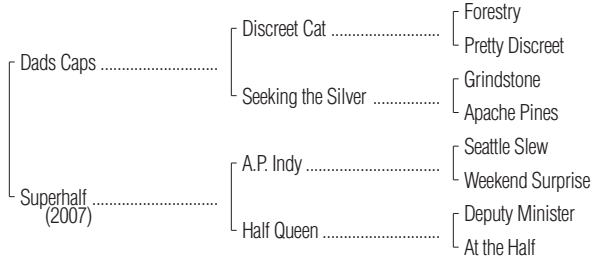 Forestry
Discreet Cat ..........................
Pretty Discreet
Dads Caps ............................
Grindstone
Seeking the Silver ................
Apache Pines
Seattle Slew
A.P. Indy ................................
Weekend Surprise
Superhalf ..............................
(2007)
Deputy Minister
Half Queen ............................
At the Half